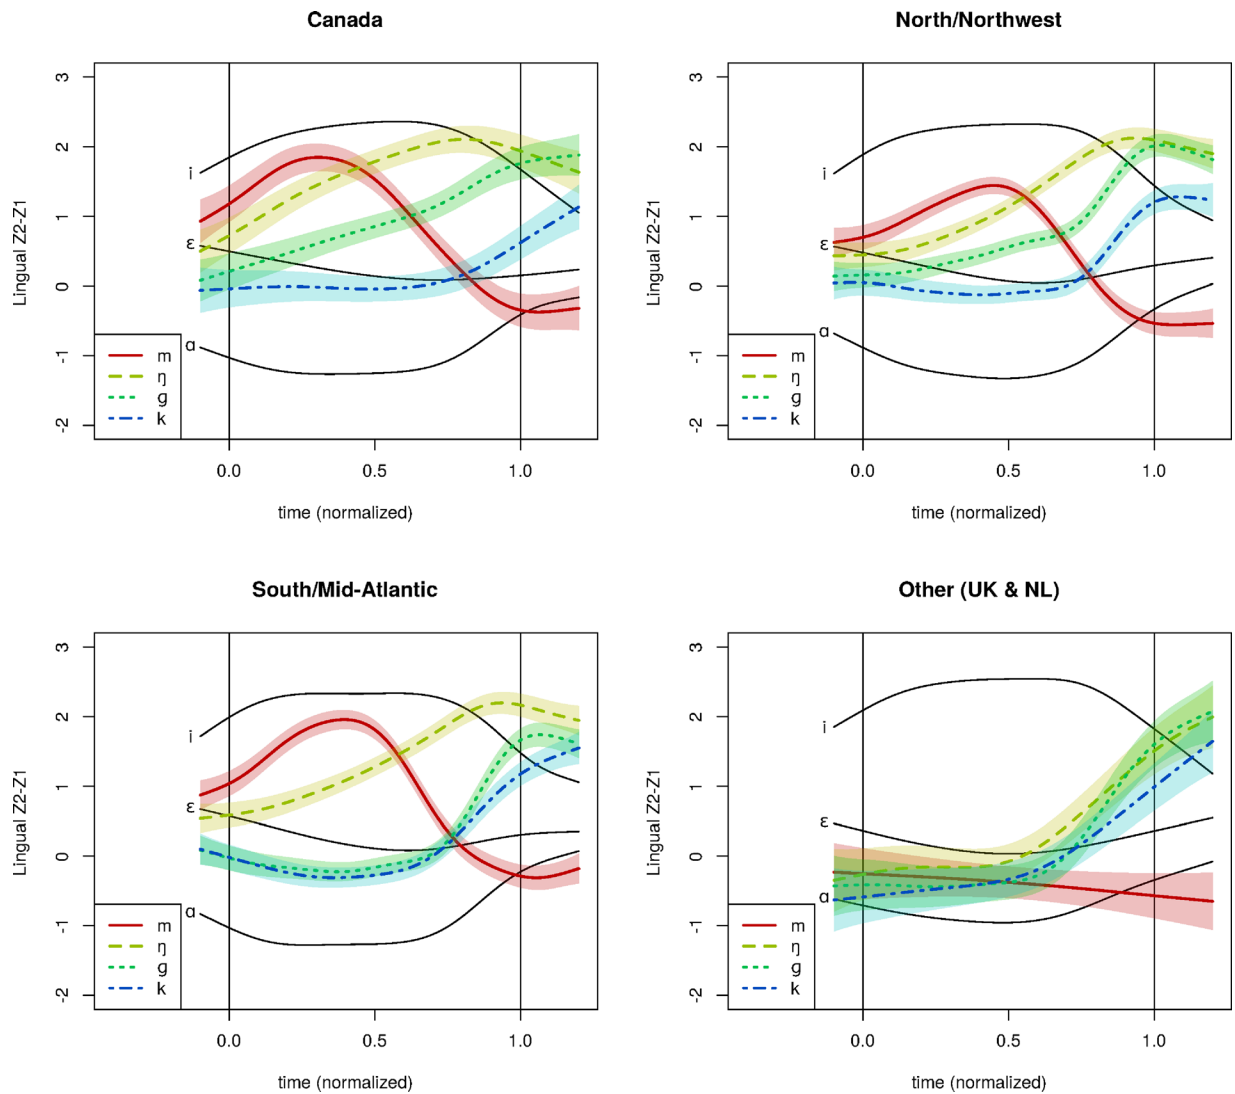 Canada
Lingual Z2-Z1
3
2
1
0
-1
-2
i
ɛ
ɑ
m
ŋ
ɡ
k
0.0 0.5 1.0
time (normalized)
North/Northwest
Lingual Z2-Z1
3
2
1
0
-1
-2
i
ɛ
ɑ
m
ŋ
ɡ
k
0.0 0.5 1.0
time (normalized)
South/Mid-Atlantic
Lingual Z2-Z1
3
2
1
0
-1
-2
i
ɛ
ɑ
m
ŋ
ɡ
k
0.0 0.5 1.0
time (normalized)
Other (UK & NL)
Lingual Z2-Z1
3
2
1
0
-1
-2
i
ɛ
ɑ
m
ŋ
ɡ
k
0.0 0.5 1.0
time (normalized)